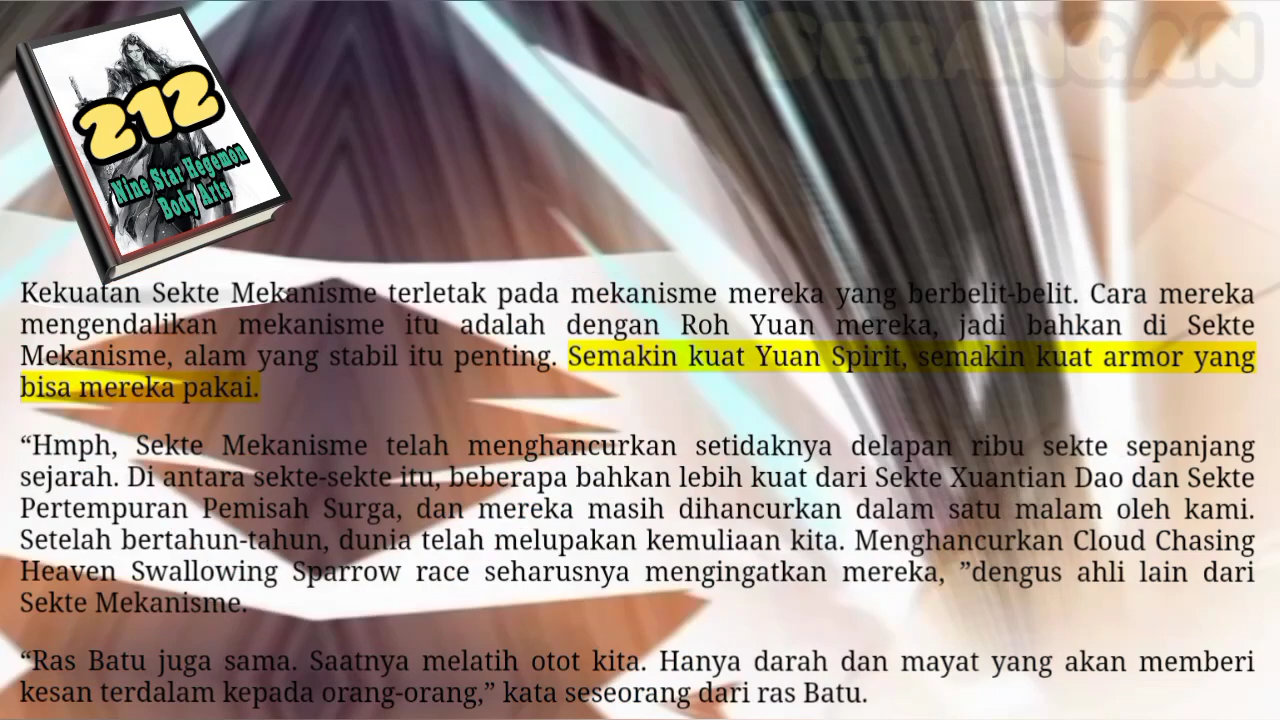 SERANGAN
212
Nine Star Hegemon
Body Arts
Kekuatan Sekte Mekanisme terletak pada mekanisme mereka yang berbelit-belit. Cara mereka
mengendalikan mekanisme itu adalah dengan Roh Yuan mereka, jadi bahkan di Sekte
Mekanisme, alam yang stabil itu penting. Semakin kuat Yuan Spirit, semakin kuat armor yang
bisa mereka pakai.
“Hmph, Sekte Mekanisme telah menghancurkan setidaknya delapan ribu sekte sepanjang
sejarah. Di antara sekte-sekte itu, beberapa bahkan lebih kuat dari Sekte Xuantian Dao dan Sekte
Pertempuran Pemisah Surga, dan mereka masih dihancurkan dalam satu malam oleh kami.
Setelah bertahun-tahun, dunia telah melupakan kemuliaan kita. Menghancurkan Cloud Chasing
Heaven Swallowing Sparrow race seharusnya mengingatkan mereka, ”dengus ahli lain dari
Sekte Mekanisme.
“Ras Batu juga sama. Saatnya melatih otot kita. Hanya darah dan mayat yang akan memberi
kesan terdalam kepada orang-orang,” kata seseorang dari ras Batu.